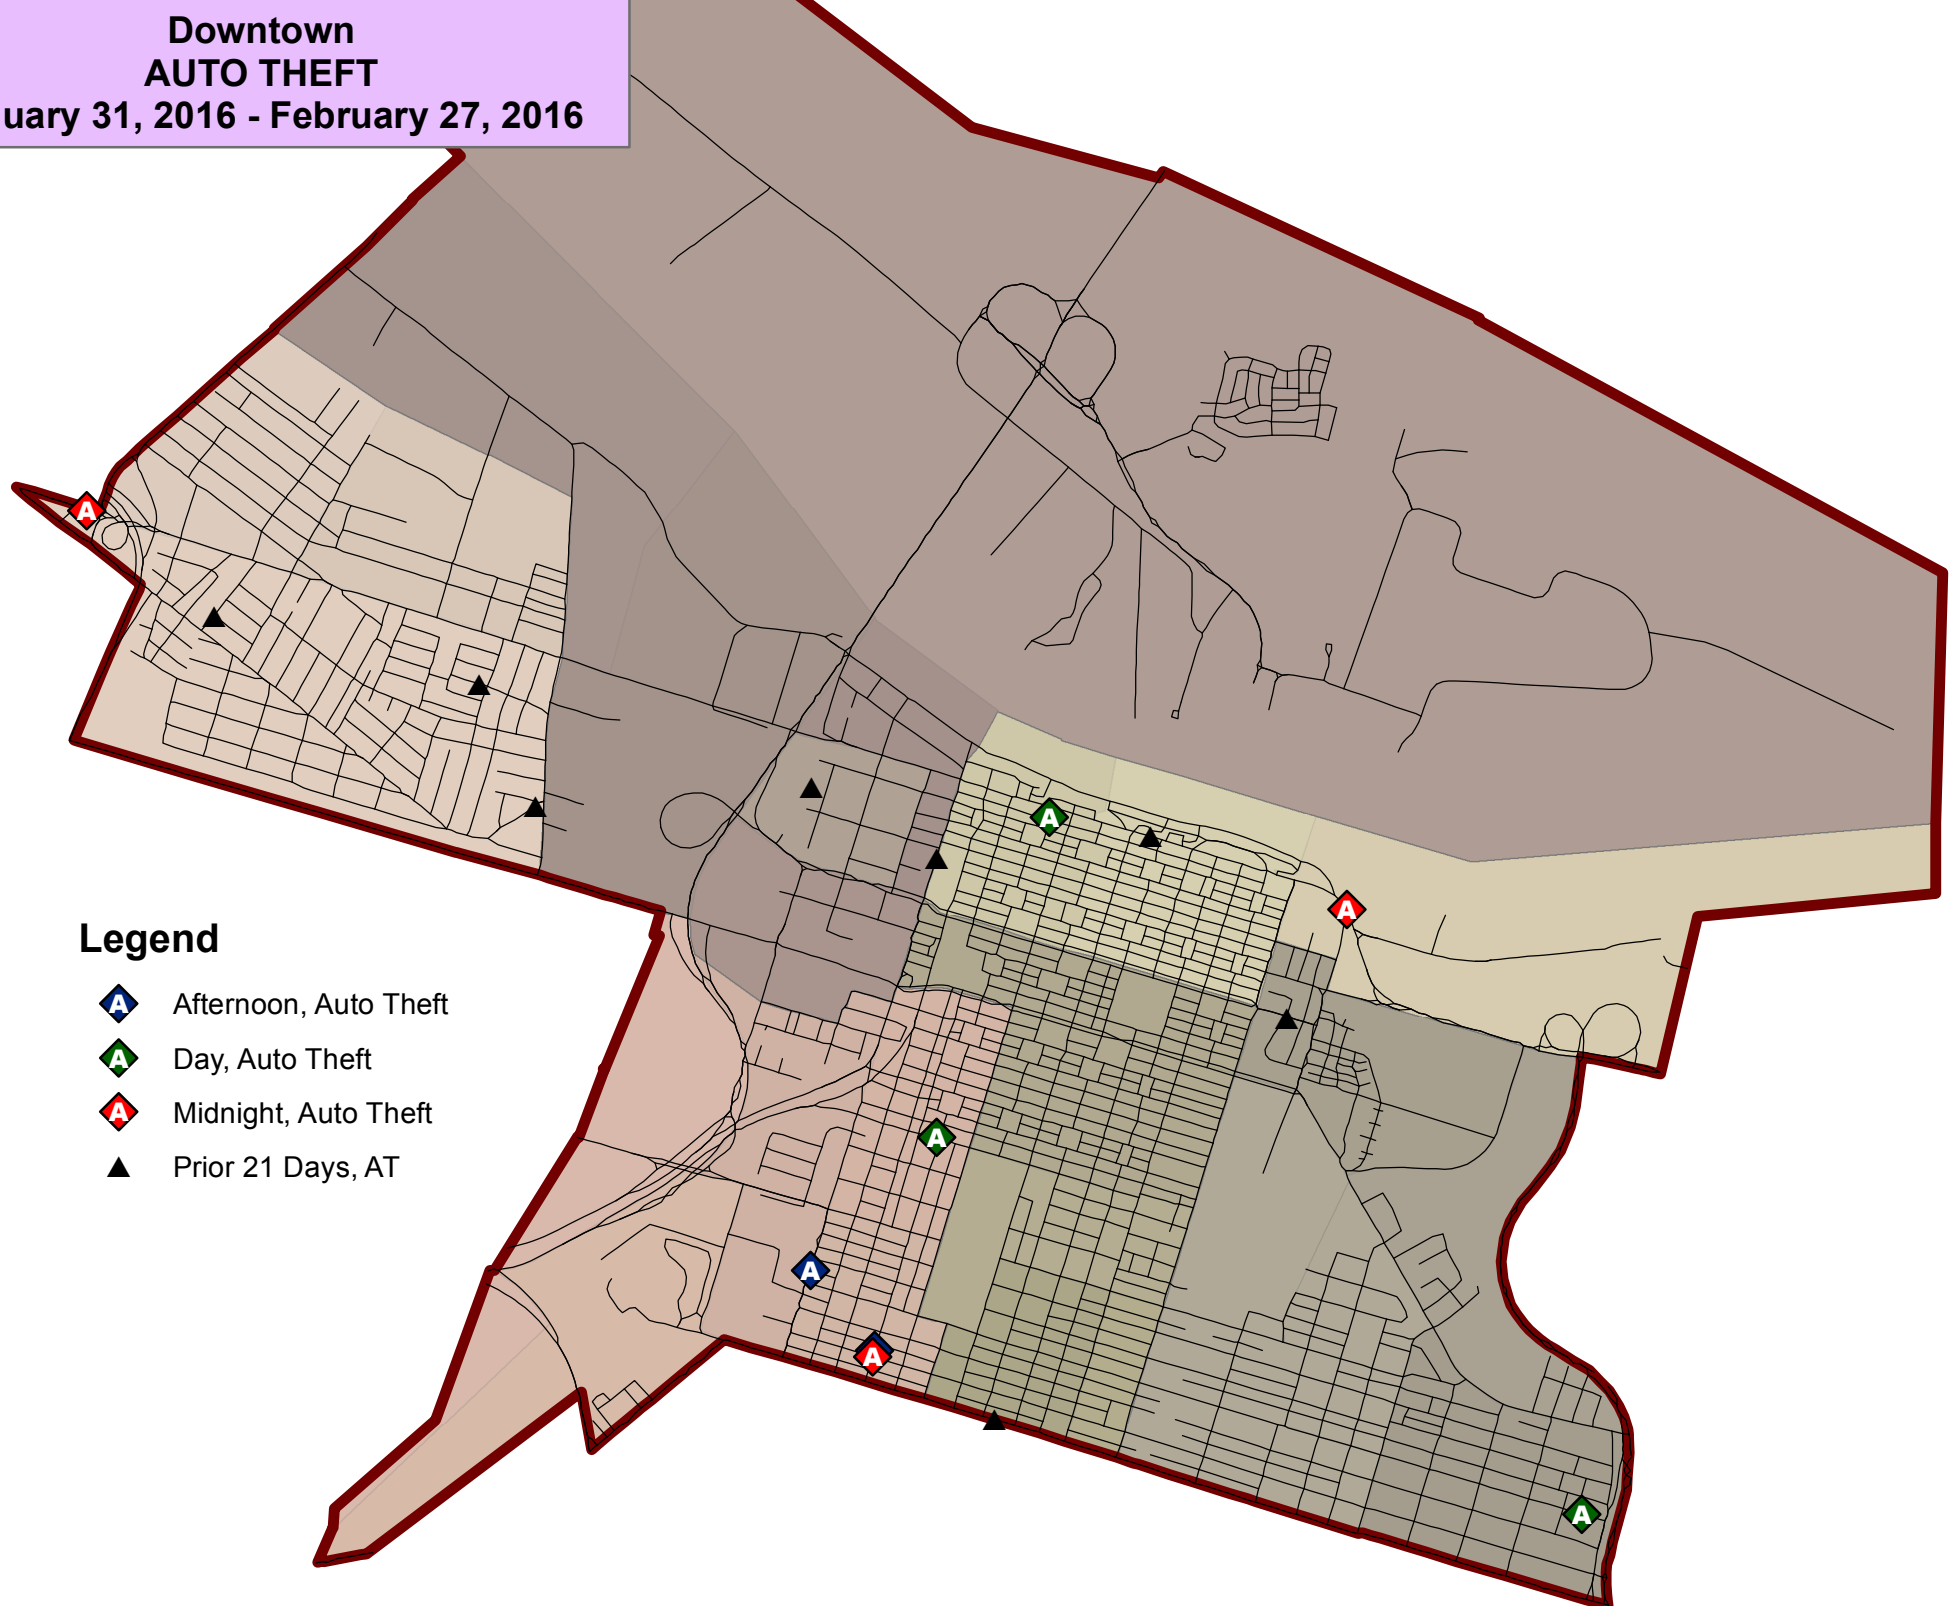 Downtown
AUTO THEFT
uary 31, 2016 - February 27, 2016
A
A
A
A
A
A
A
A
Legend
A Afternoon, Auto Theft
A Day, Auto Theft
A Midnight, Auto Theft
Prior 21 Days, AT